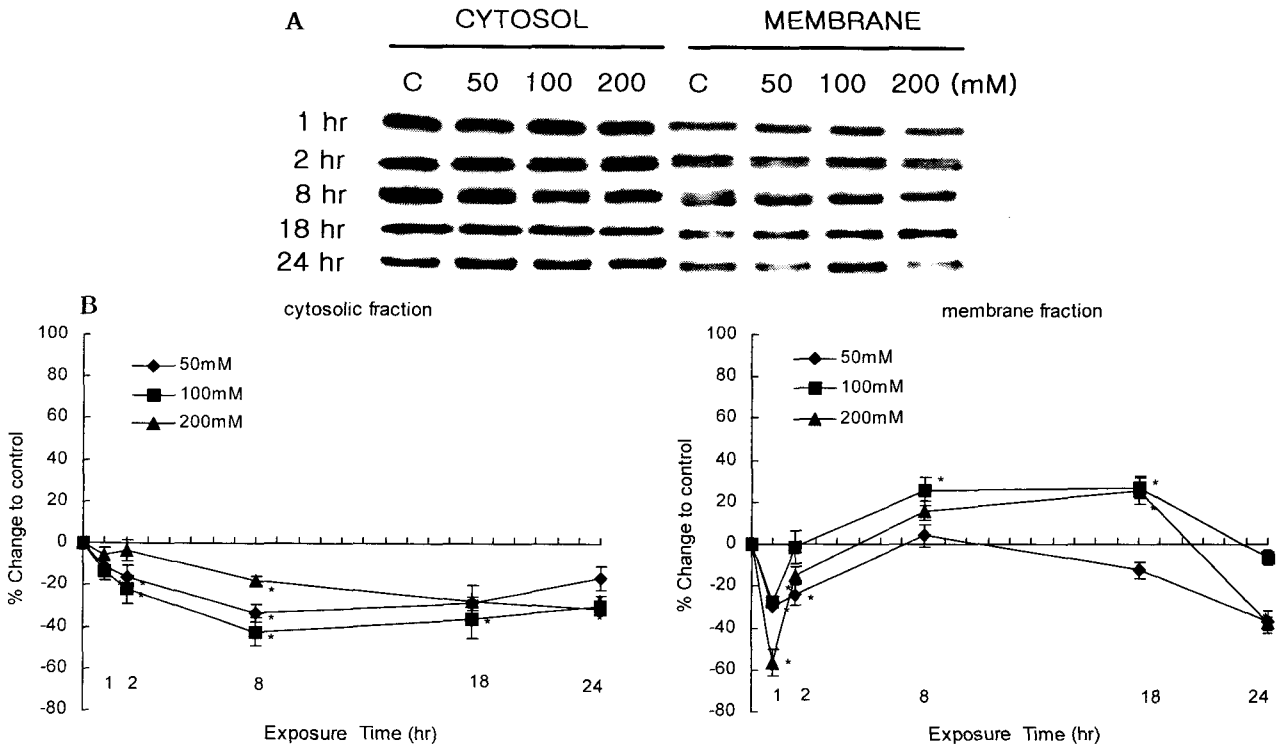 A
CYTOSOL MEMBRANE
C 50 100 200 C 50 100 200 (mM)
1 hr
2 hr
8 hr
18 hr
24 hr
B
cytosolic fraction
100
80
60
40
20
0
-20
-40
-60
-80
% Change to control
50mM
100mM
200mM
* * * * * *
1 2 8 18 24
Exposure Time (hr)
membrane fraction
100
80
60
40
20
0
-20
-40
-60
-80
% Change to control
50mM
100mM
200mM
* * * * * * *
1 2 8 18 24
Exposure Time (hr)